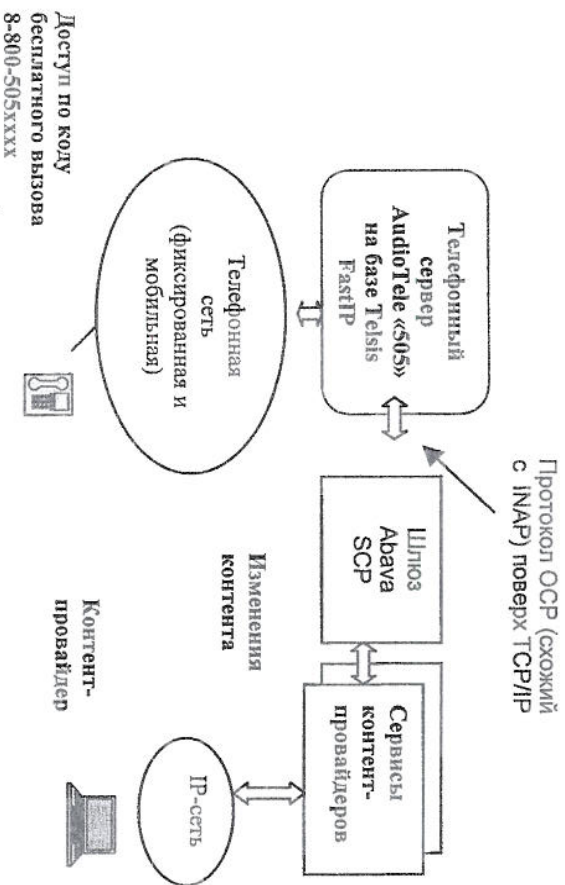 Протокол OCP (схожий
с INAP) поверх TCP/IP
Телефонный
сервер
AudioTele «505»
на базе Telsis
FastIP
Шлюз
Abava
SCP
Сервисы
контент-
провайдеров
Телефонная
сеть
(фиксированная и
мобильная)
Изменения
контента
IP-сеть
Контент-
провайдер
Доступ по коду
бесплатного вызова
8-800-505xxxx